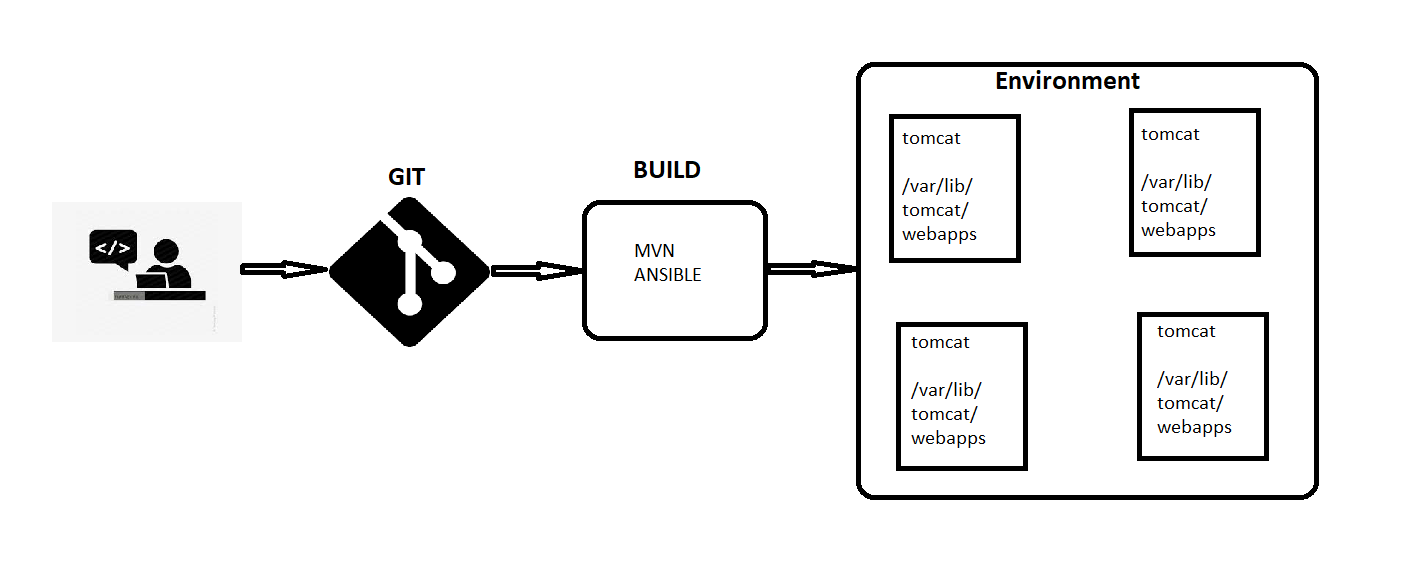 Environment
tomcat
/var/lib/
tomcat/
webapps
tomcat
/var/lib/
tomcat/
webapps
GIT
BUILD
</>
MVN
ANSIBLE
tomcat
/var/lib/
tomcat/
webapps
tomcat
/var/lib/
tomcat/
webapps